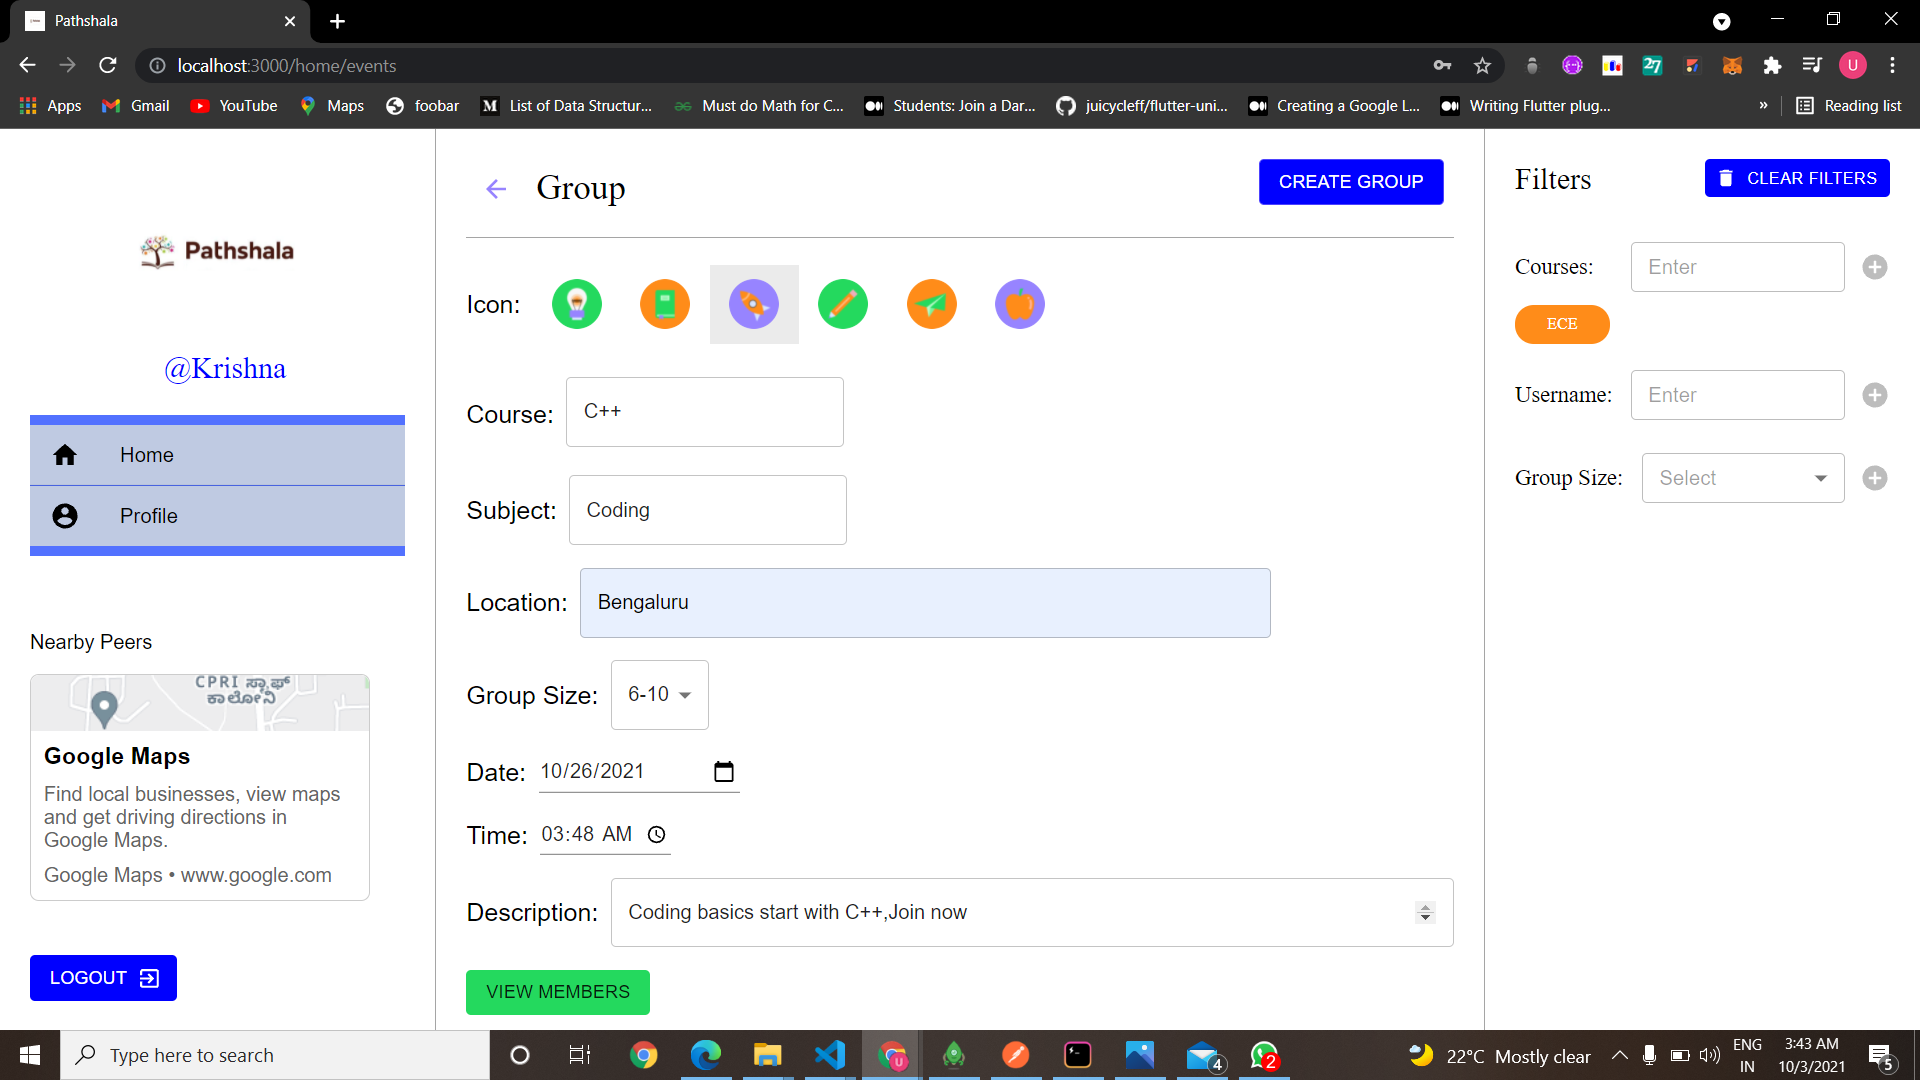 Pathshala
localhost:3000/home/events
U
Apps
Gmail
YouTube
Maps
foobar
M
List of Data Structur...
Must do Math for C...
Students: Join a Dar...
juicycleff/flutter-uni...
Creating a Google L...
Writing Flutter plug...
»
Reading list
27
Pathshala
@Krishna
Home
Profile
Nearby Peers
CPRI ಸ್ಟಾಫ್
ಕಾಲೋನಿ
Google Maps
Find local businesses, view maps
and get driving directions in
Google Maps.
Google Maps • www.google.com
LOGOUT
Group
CREATE GROUP
Icon:
Course: C++
Subject: Coding
Location: Bengaluru
Group Size: 6-10
Date: 10/26/2021
Time: 03:48 AM
Description: Coding basics start with C++,Join now
VIEW MEMBERS
Filters
CLEAR FILTERS
Courses: Enter
ECE
Username: Enter
Group Size: Select
Type here to search
U
4
2
22°C Mostly clear
ENG
IN
3:43 AM
10/3/2021
5